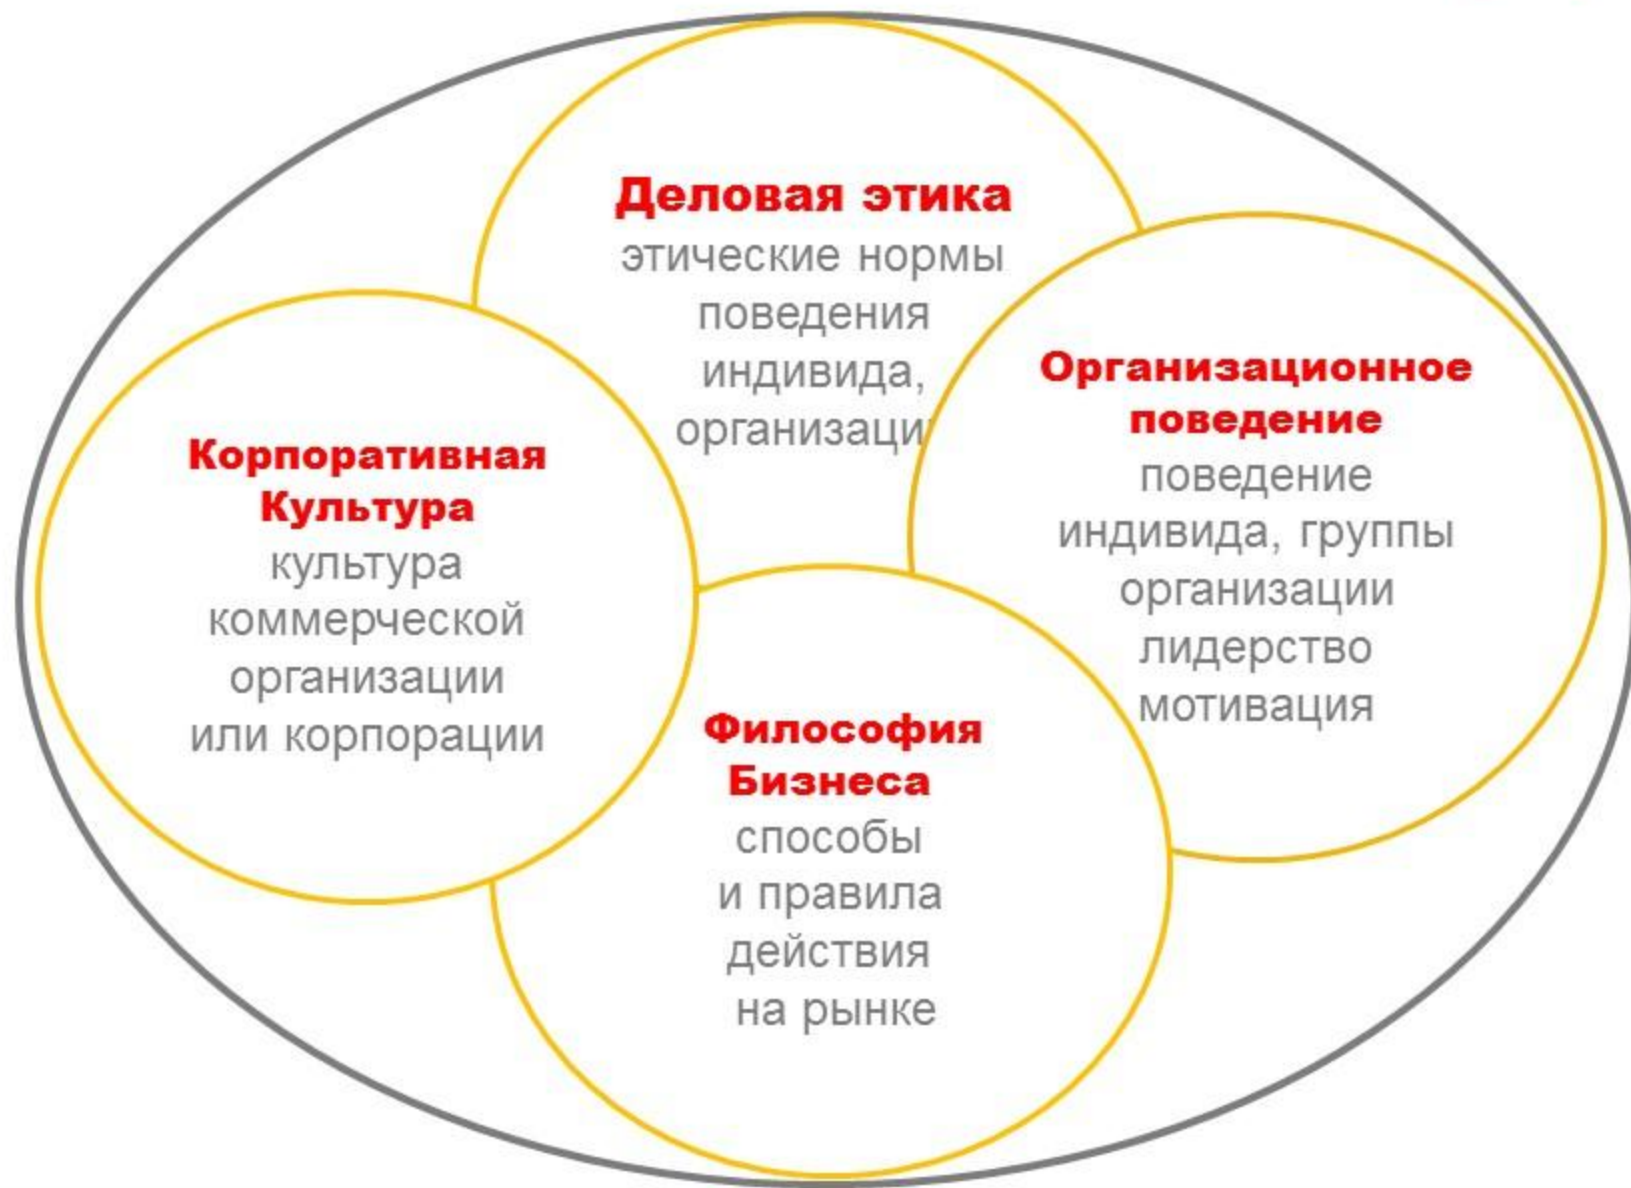 Деловая этика
этические нормы
поведения
индивида,
организаци
Организационное
поведение
поведение
индивида, группы
организации
лидерство
мотивация
Корпоративная
Культура
культура
коммерческой
организации
или корпорации
Философия
Бизнеса
способы
и правила
действия
на рынке